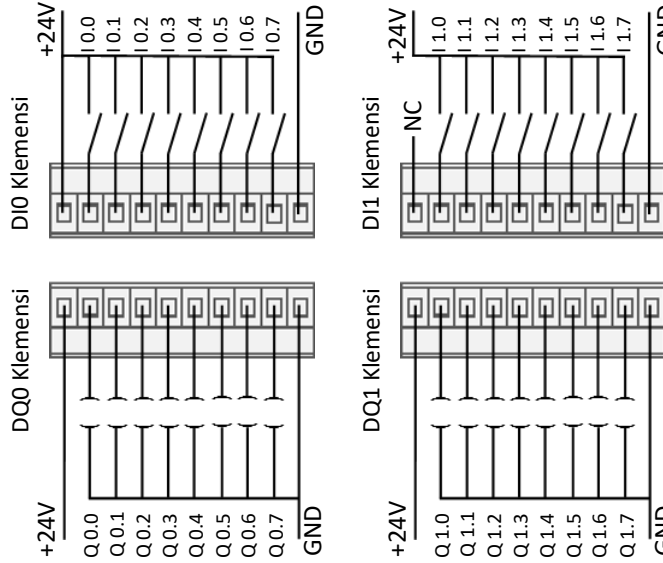 DI0 Klemensi
+24V
I 0.0
I 0.1
I 0.2
I 0.3
I 0.4
I 0.5
I 0.6
I 0.7
GND
DI1 Klemensi
+24V
NC
I 1.0
I 1.1
I 1.2
I 1.3
I 1.4
I 1.5
I 1.6
I 1.7
GND
DQ0 Klemensi
+24V
Q 0.0
Q 0.1
Q 0.2
Q 0.3
Q 0.4
Q 0.5
Q 0.6
Q 0.7
GND
DQ1 Klemensi
+24V
Q 1.0
Q 1.1
Q 1.2
Q 1.3
Q 1.4
Q 1.5
Q 1.6
Q 1.7
GND